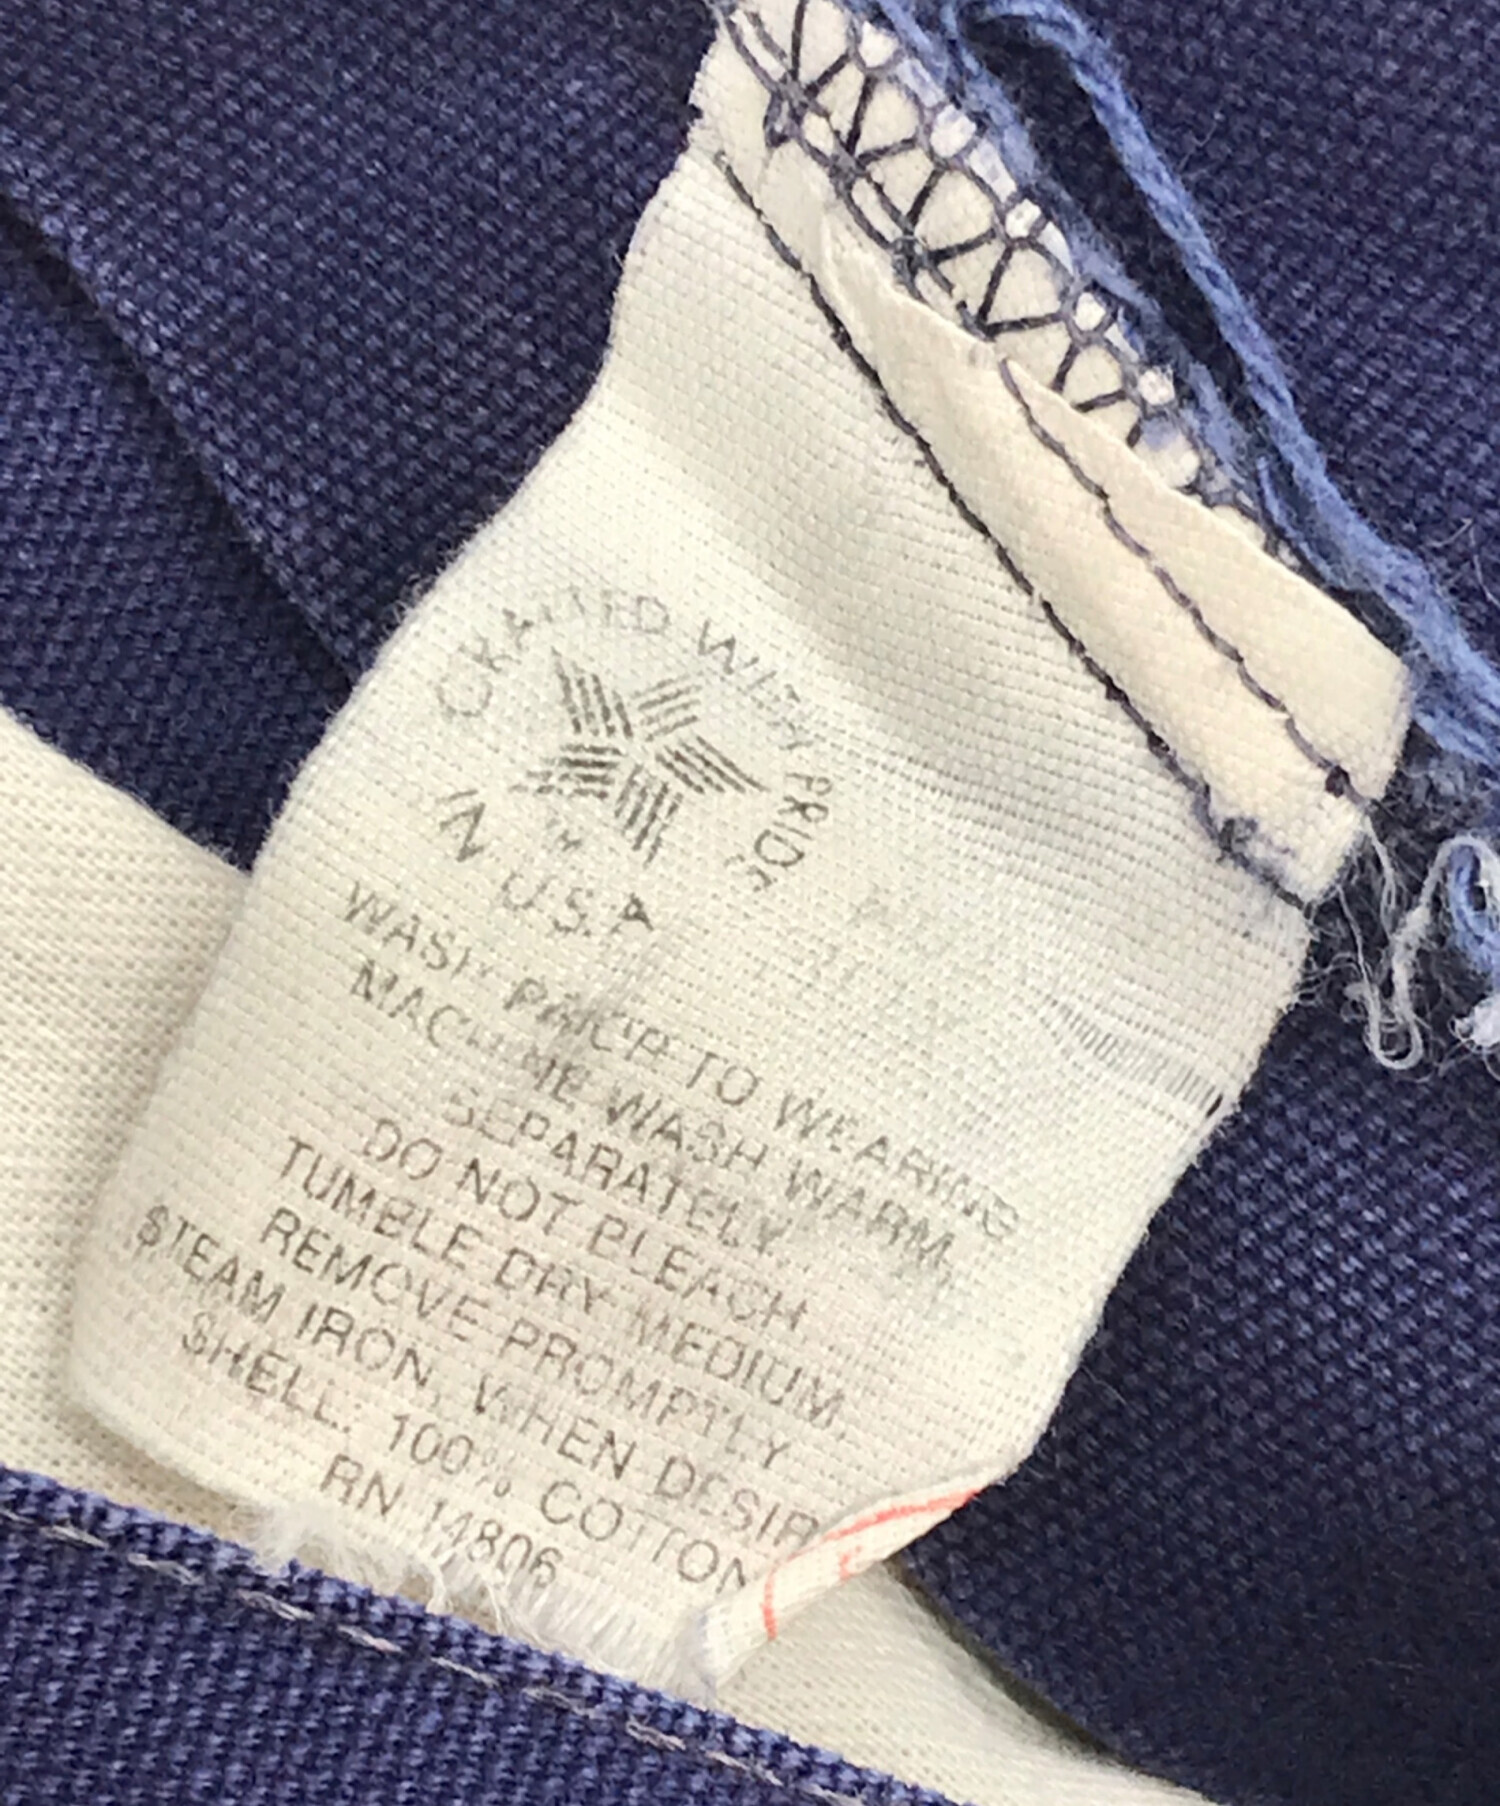 CRAFTED WITH PRIDE
IN U.S.A
WASH PRIOR TO WEARING
MACHINE WASH WARM,
SEPARATELY
DO NOT BLEACH
TUMBLE DRY MEDIUM,
REMOVE PROMPTLY
STEAM IRON, WHEN DESIR
SHELL: 100% COTTON
RN 14806